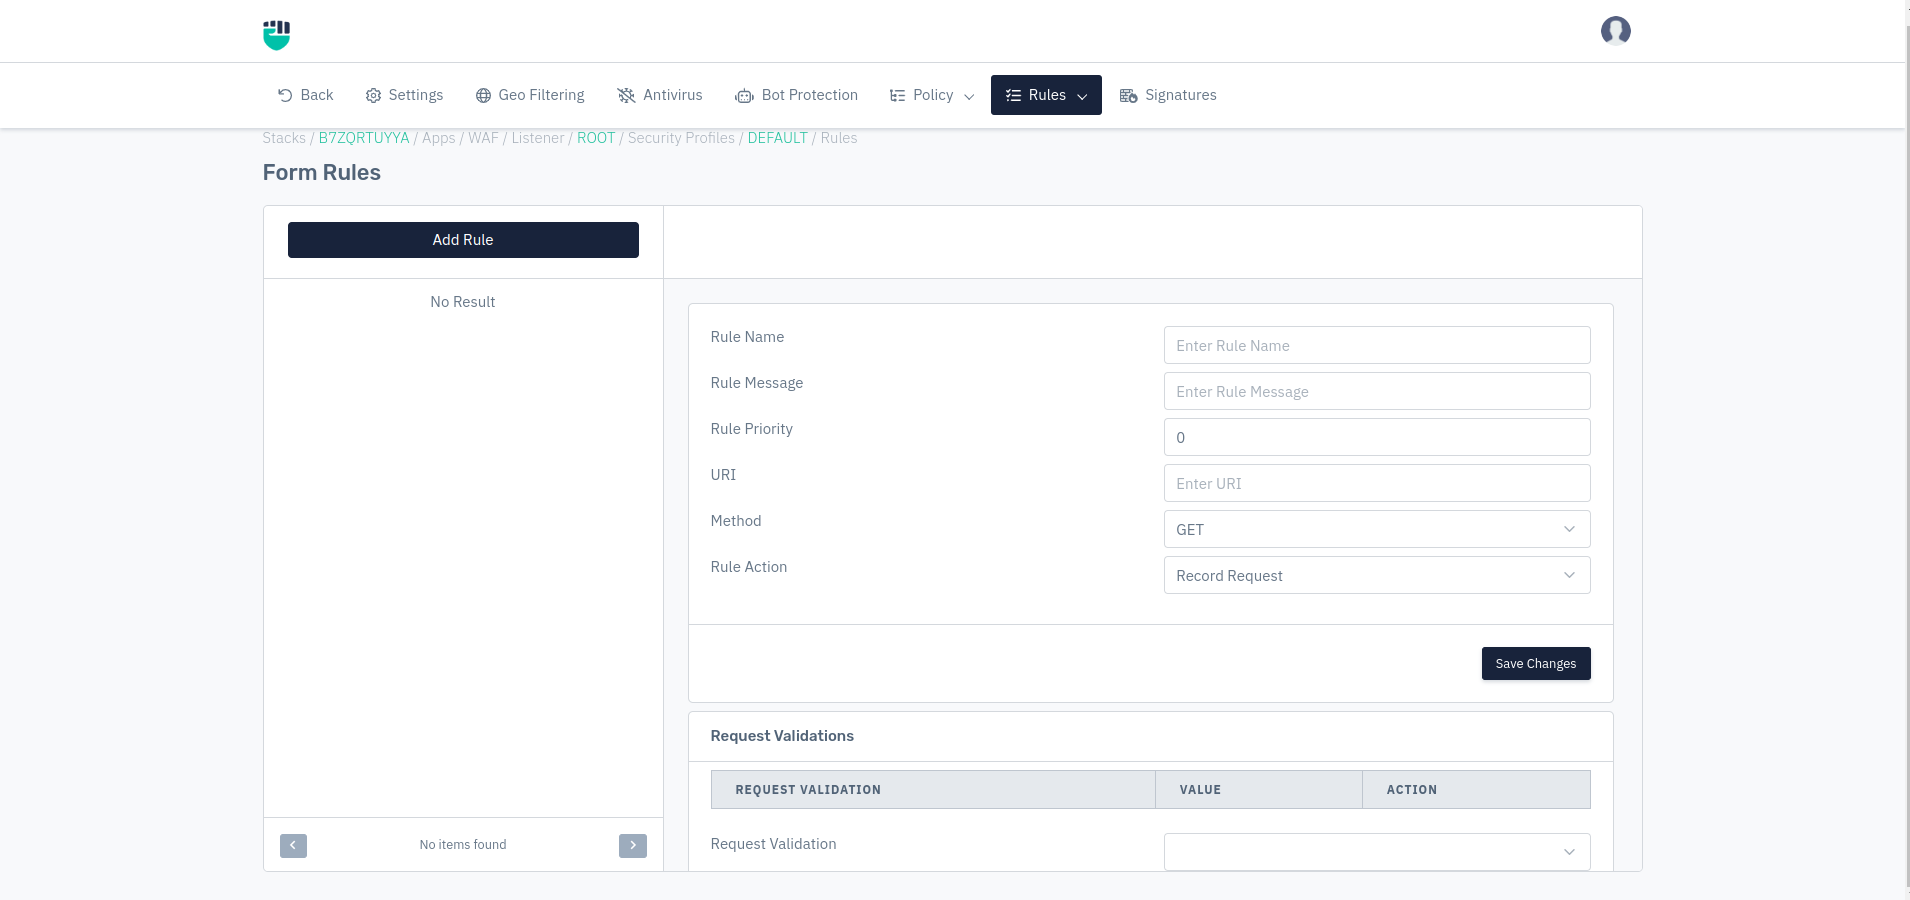 Back Settings Geo Filtering Antivirus Bot Protection Policy Rules Signatures
Stacks / B7ZQRTUYYA / Apps / WAF / Listener / ROOT / Security Profiles / DEFAULT / Rules
Form Rules
Add Rule
No Result
No items found
Rule Name Enter Rule Name
Rule Message Enter Rule Message
Rule Priority 0
URI Enter URI
Method GET
Rule Action Record Request
Save Changes
Request Validations
REQUEST VALIDATION VALUE ACTION
Request Validation